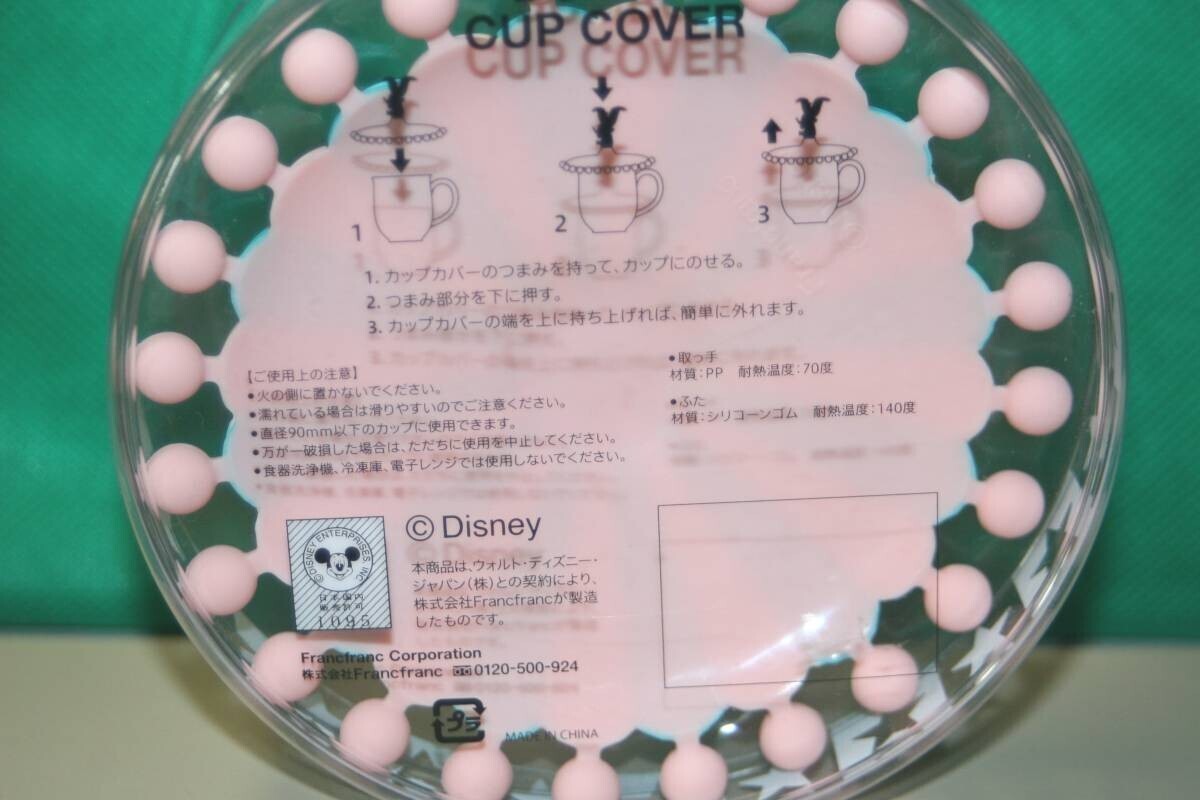 CUP COVER
1
2
3
1. カップカバーのつまみを持って、カップにのせる。
2. つまみ部分を下に押す。
3. カップカバーの端を上に持ち上げれば、簡単に外れます。
【ご使用上の注意】
●火の側に置かないでください。
●濡れている場合は滑りやすいのでご注意ください。
●直径90mm以下のカップに使用できます。
●万が一破損した場合は、ただちに使用を中止してください。
●食器洗浄機、冷凍庫、電子レンジでは使用しないでください。
●取っ手
材質：PP 耐熱温度：70度
●ふた
材質：シリコーンゴム 耐熱温度：140度
©DISNEY ENTERPRISES, INC
日本国内
販売許可
1095
© Disney
本商品は、ウォルト・ディズニー・
ジャパン（株）との契約により、
株式会社Francfrancが製造
したものです。
Francfranc Corporation
株式会社Francfranc 0120-500-924
プラ
MADE IN CHINA